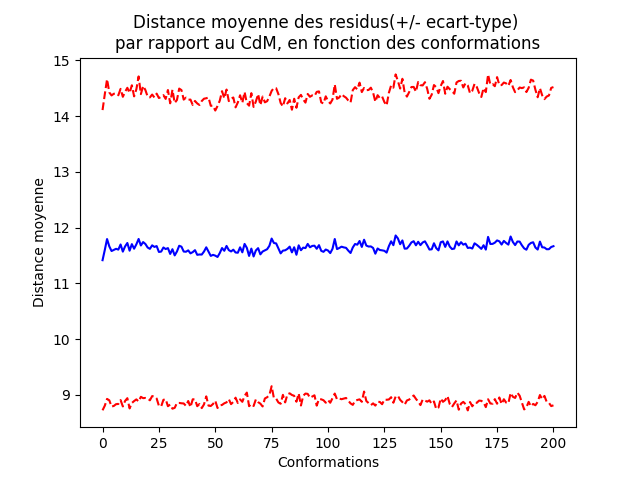 Distance moyenne des residus(+/- ecart-type)
par rapport au CdM, en fonction des conformations
15
14
13
12
11
10
9
Distance moyenne
0 25 50 75 100 125 150 175 200
Conformations